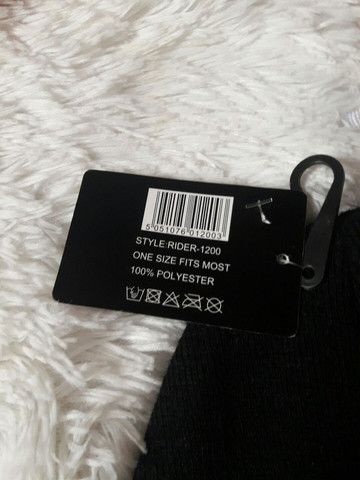 5 051076 012003
STYLE:RIDER-1200
ONE SIZE FITS MOST
100% POLYESTER